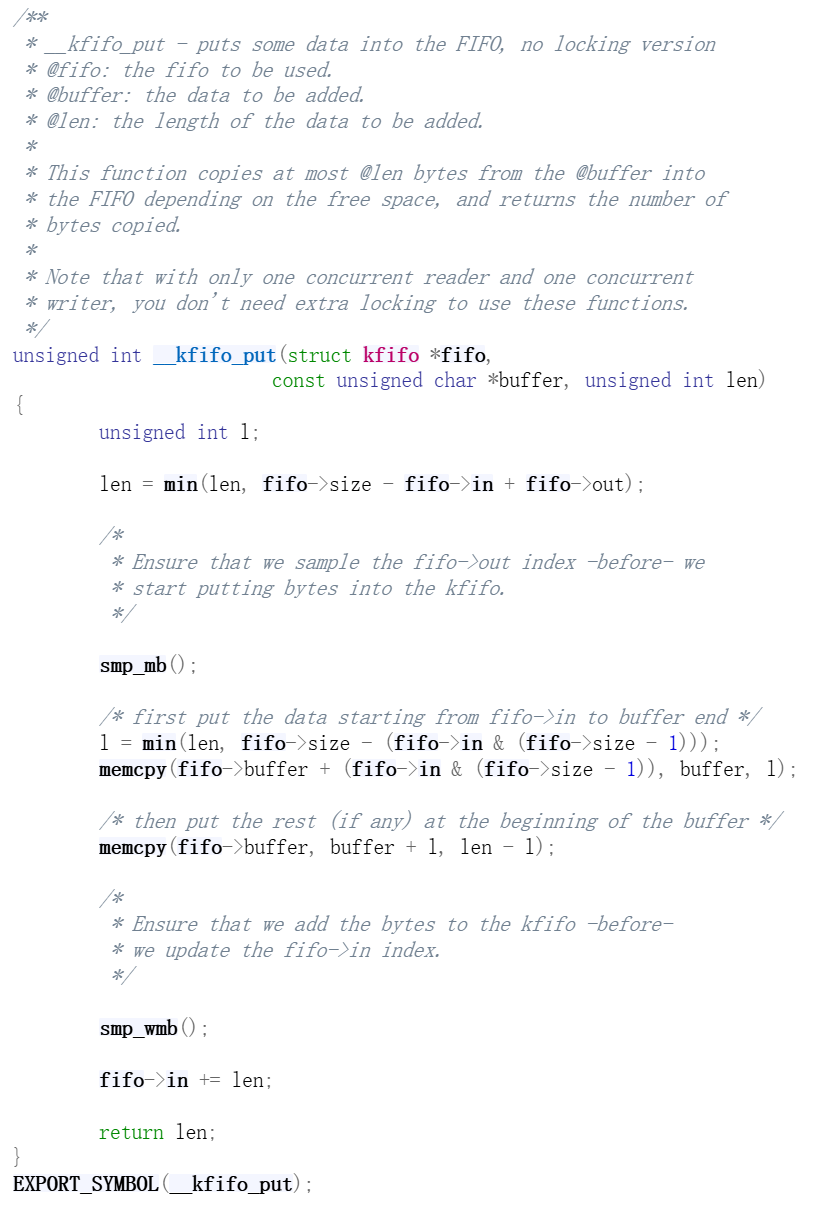 /**
 * __kfifo_put - puts some data into the FIFO, no locking version
 * @fifo: the fifo to be used.
 * @buffer: the data to be added.
 * @len: the length of the data to be added.
 *
 * This function copies at most @len bytes from the @buffer into
 * the FIFO depending on the free space, and returns the number of
 * bytes copied.
 *
 * Note that with only one concurrent reader and one concurrent
 * writer, you don't need extra locking to use these functions.
 */
unsigned int __kfifo_put(struct kfifo *fifo,
                        const unsigned char *buffer, unsigned int len)
{
        unsigned int l;

        len = min(len, fifo->size - fifo->in + fifo->out);

        /*
         * Ensure that we sample the fifo->out index -before- we
         * start putting bytes into the kfifo.
         */

        smp_mb();

        /* first put the data starting from fifo->in to buffer end */
        l = min(len, fifo->size - (fifo->in & (fifo->size - 1)));
        memcpy(fifo->buffer + (fifo->in & (fifo->size - 1)), buffer, l);

        /* then put the rest (if any) at the beginning of the buffer */
        memcpy(fifo->buffer, buffer + l, len - l);

        /*
         * Ensure that we add the bytes to the kfifo -before-
         * we update the fifo->in index.
         */

        smp_wmb();

        fifo->in += len;

        return len;
}
EXPORT_SYMBOL(__kfifo_put);